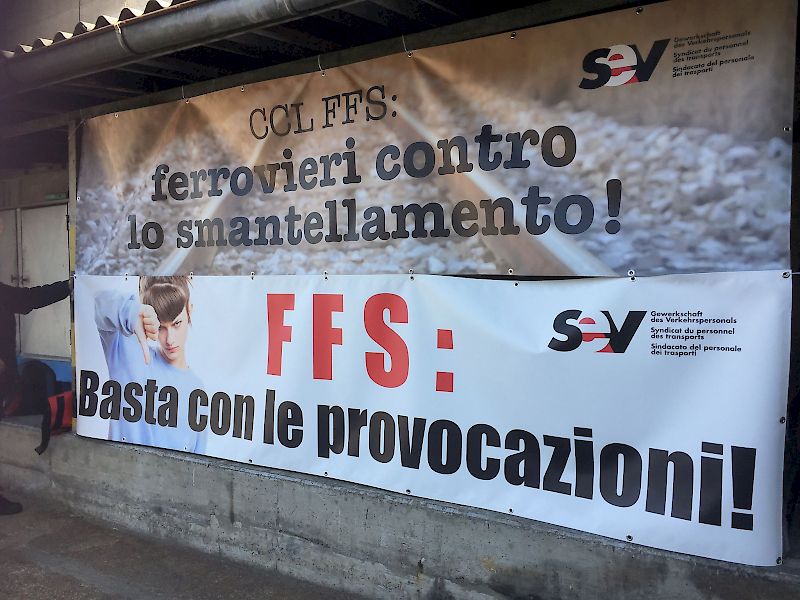 CCL FFS:
ferrovieri contro
lo smantellamento!
sev
Gewerkschaft
des Verkehrspersonals
Syndicat du personnel
des transports
Sindacato del personale
dei trasporti
FFS:
Basta con le provocazioni!
sev
Gewerkschaft
des Verkehrspersonals
Syndicat du personnel
des transports
Sindacato del personale
dei trasporti